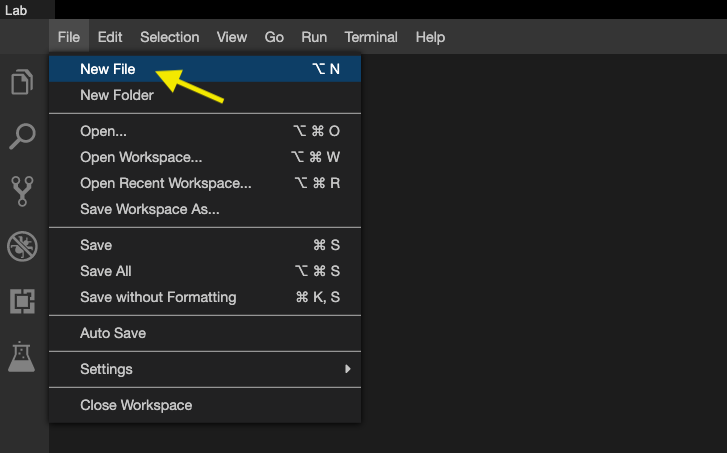 Lab
File Edit Selection View Go Run Terminal Help
New File ⌥ N
New Folder
Open... ⌥ ⌘ O
Open Workspace... ⌥ ⌘ W
Open Recent Workspace... ⌥ ⌘ R
Save Workspace As...
Save ⌘ S
Save All ⌥ ⌘ S
Save without Formatting ⌘ K, S
Auto Save
Settings
Close Workspace